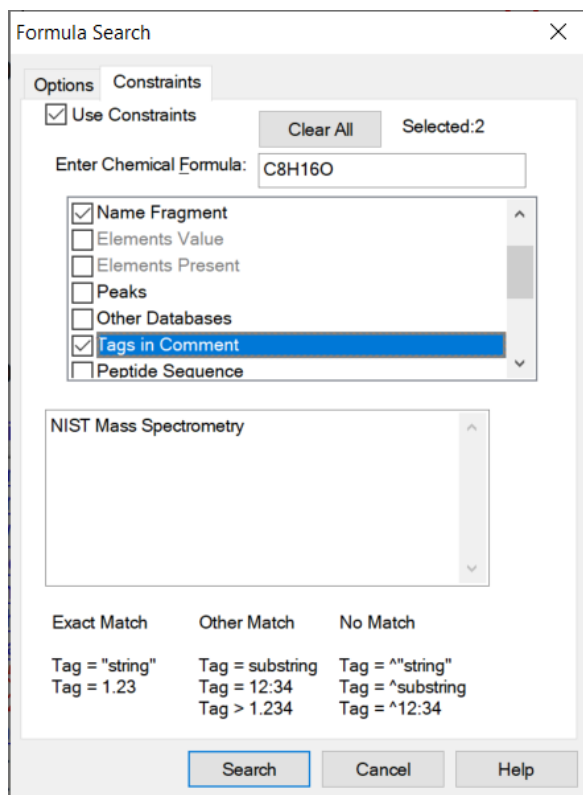 Formula Search
Options Constraints
Use Constraints
Clear All Selected:2
Enter Chemical Formula: C8H16O
Name Fragment
Elements Value
Elements Present
Peaks
Other Databases
Tags in Comment
Peptide Sequence
NIST Mass Spectrometry
Exact Match Other Match No Match
Tag = "string" Tag = substring Tag = ^"string"
Tag = 1.23 Tag = 12:34 Tag = ^substring
Tag > 1.234 Tag = ^12:34
Search Cancel Help